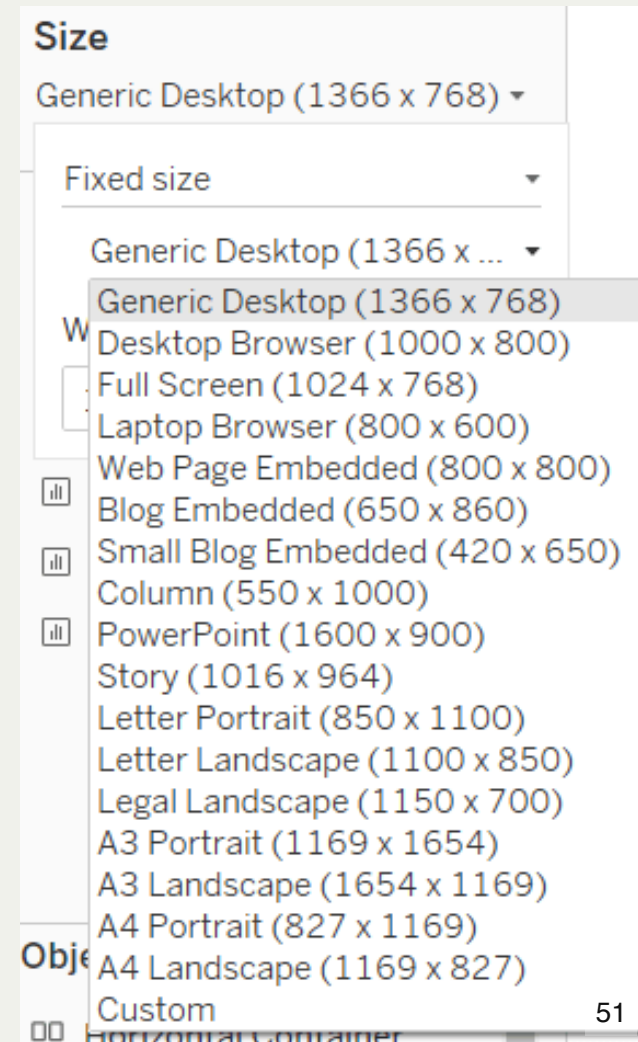 Size
Generic Desktop (1366 x 768)
Fixed size
Generic Desktop (1366 x ...
Generic Desktop (1366 x 768)
W
Desktop Browser (1000 x 800)
Full Screen (1024 x 768)
Laptop Browser (800 x 600)
Web Page Embedded (800 x 800)
Blog Embedded (650 x 860)
Small Blog Embedded (420 x 650)
Column (550 x 1000)
PowerPoint (1600 x 900)
Story (1016 x 964)
Letter Portrait (850 x 1100)
Letter Landscape (1100 x 850)
Legal Landscape (1150 x 700)
A3 Portrait (1169 x 1654)
A3 Landscape (1654 x 1169)
A4 Portrait (827 x 1169)
Obje
A4 Landscape (1169 x 827)
Custom 51
Horizontal Container